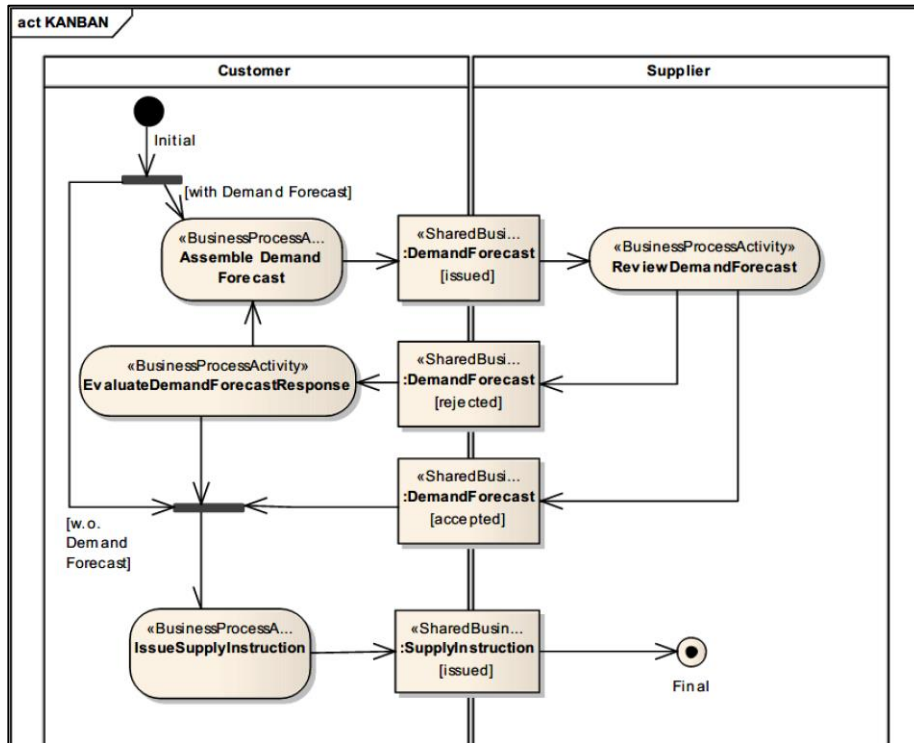 act KANBAN
Customer
Supplier
Initial
[with Demand Forecast]
«BusinessProcessA...
Assemble Demand
Forecast
«SharedBusi...
:DemandForecast
[issued]
«BusinessProcessActivity»
ReviewDemandForecast
«BusinessProcessActivity»
EvaluateDemandForecastResponse
«SharedBusi...
:DemandForecast
[rejected]
«SharedBusi...
:DemandForecast
[accepted]
[w.o.
Demand
Forecast]
«BusinessProcessA...
IssueSupplyInstruction
«SharedBusin...
:SupplyInstruction
[issued]
Final